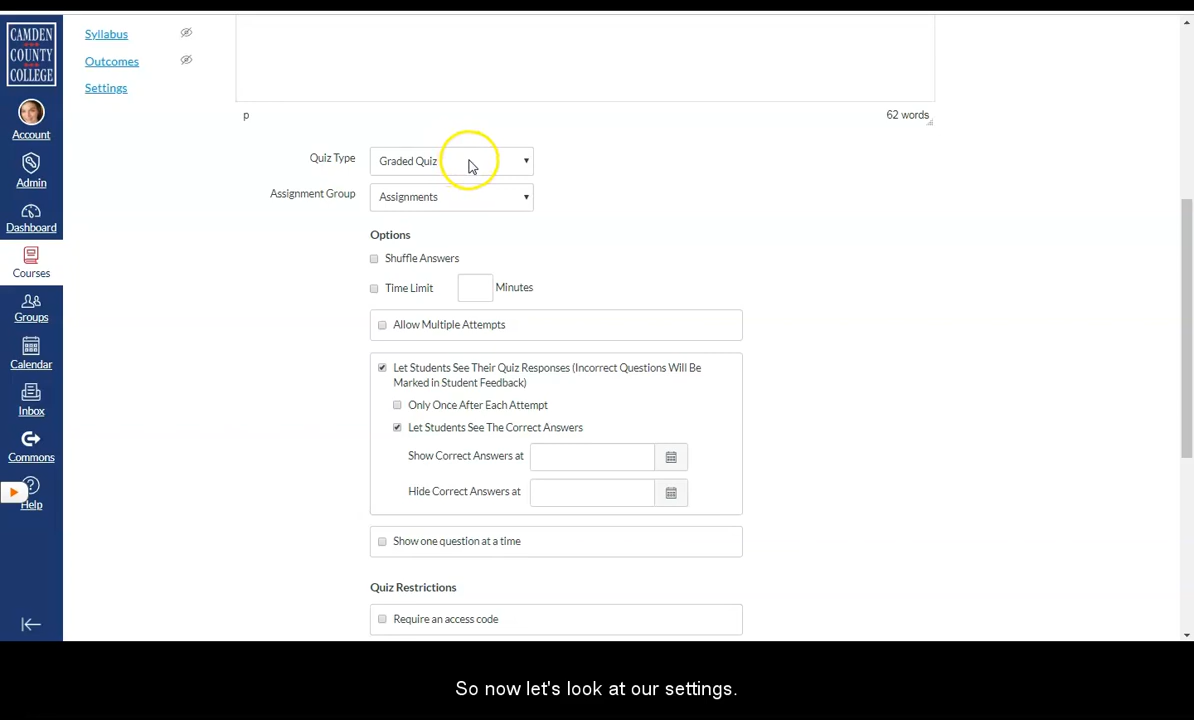 CAMDEN
COUNTY
COLLEGE
Account
Admin
Dashboard
Courses
Groups
Calendar
Inbox
Commons
Help
Syllabus
Outcomes
Settings
p
62 words
Quiz Type
Graded Quiz
Assignment Group
Assignments
Options
Shuffle Answers
Time Limit
Minutes
Allow Multiple Attempts
Let Students See Their Quiz Responses (Incorrect Questions Will Be
Marked in Student Feedback)
Only Once After Each Attempt
Let Students See The Correct Answers
Show Correct Answers at
Hide Correct Answers at
Show one question at a time
Quiz Restrictions
Require an access code
So now let's look at our settings.